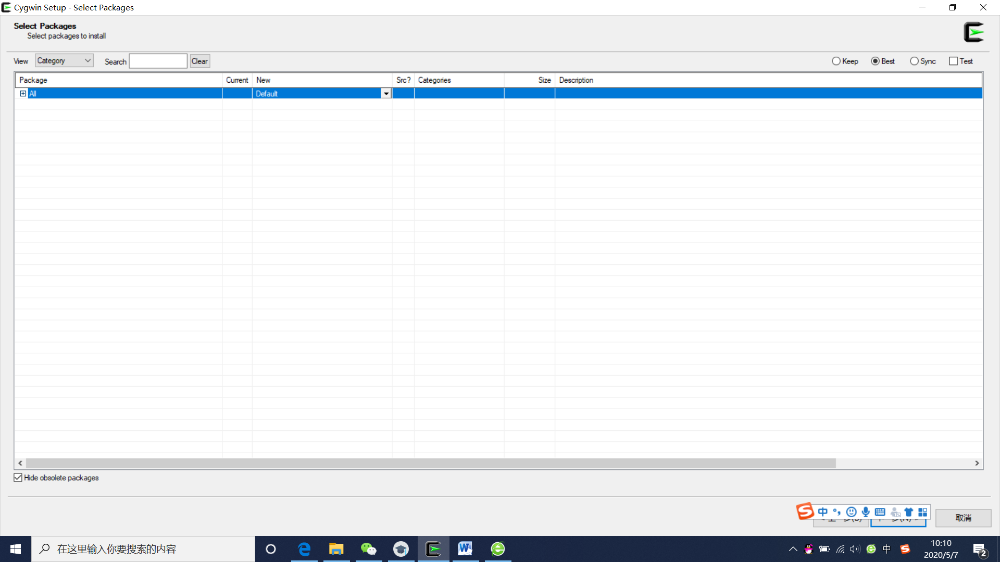 Cygwin Setup - Select Packages
Select Packages
Select packages to install
View Category Search Clear Keep Best Sync Test
Package Current New Src? Categories Size Description
All Default
Hide obsolete packages
中
取消
在这里输入你要搜索的内容
中
10:10
2020/5/7
2